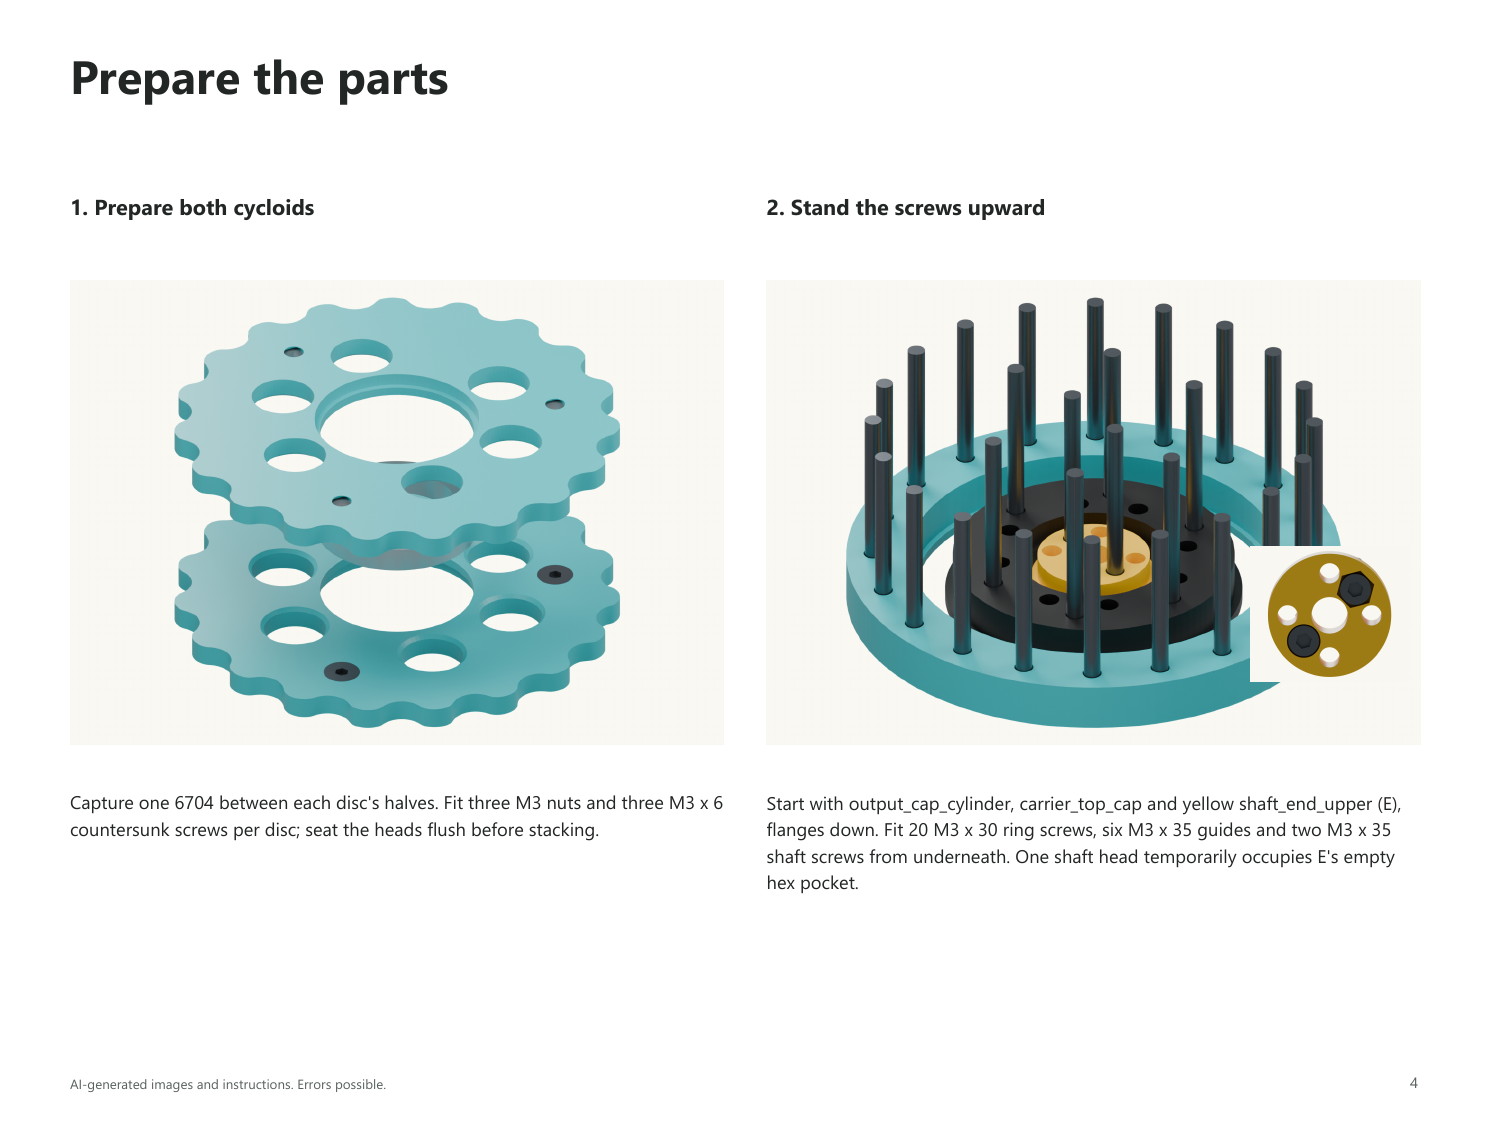 Prepare the parts
1. Prepare both cycloids
Capture one 6704 between each disc's halves. Fit three M3 nuts and three M3 x 6
countersunk screws per disc; seat the heads flush before stacking.
2. Stand the screws upward
Start with output_cap_cylinder, carrier_top_cap and yellow shaft_end_upper (E),
flanges down. Fit 20 M3 x 30 ring screws, six M3 x 35 guides and two M3 x 35
shaft screws from underneath. One shaft head temporarily occupies E's empty
hex pocket.
AI-generated images and instructions. Errors possible.
4